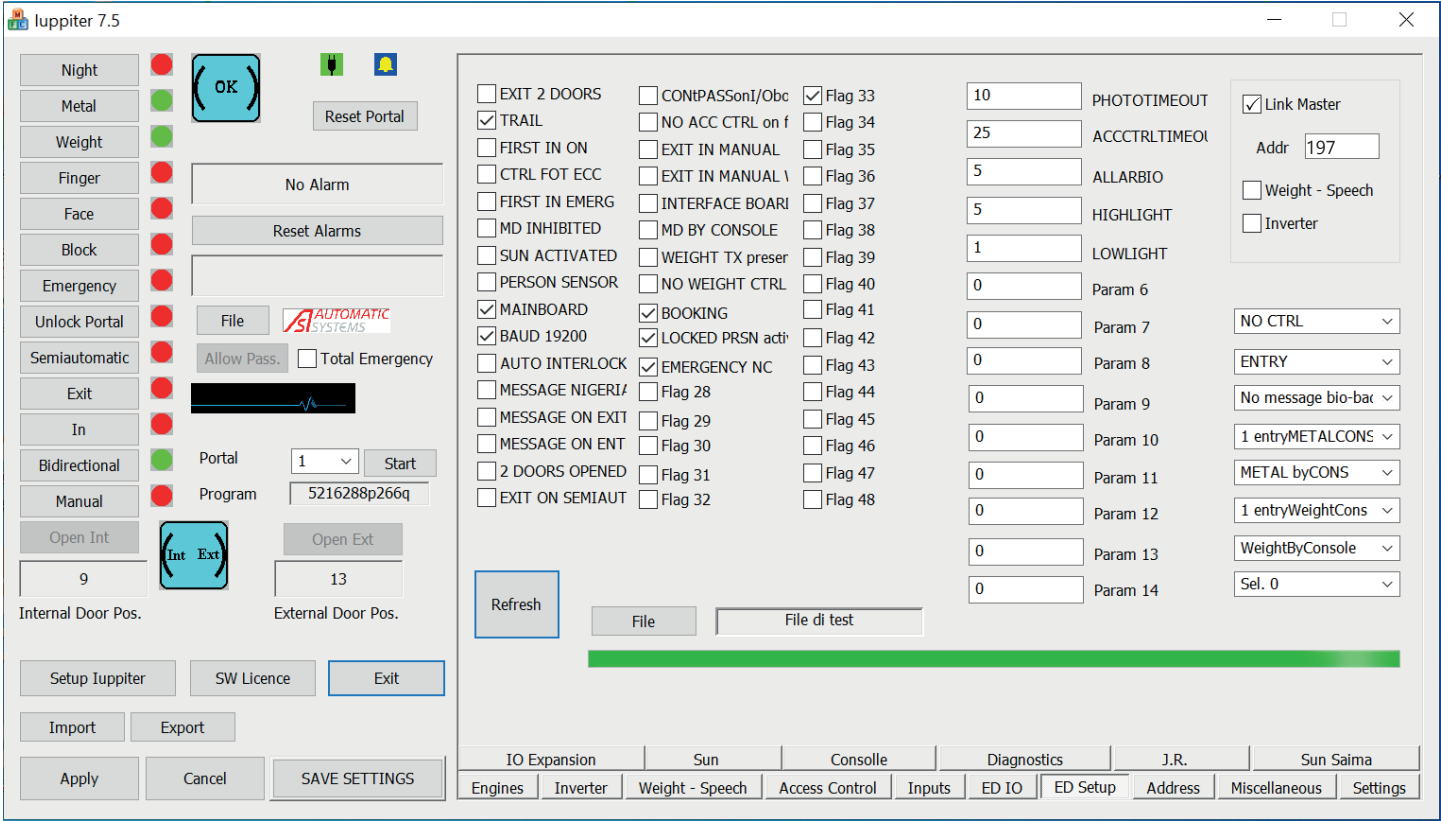 Iuppiter 7.5
Night
Metal
Weight
Finger
Face
Block
Emergency
Unlock Portal
Semiautomatic
Exit
In
Bidirectional
Manual
Open Int
9
Internal Door Pos.
OK
Reset Portal
No Alarm
Reset Alarms
File
AUTOMATIC
SYSTEMS
Allow Pass.
Total Emergency
Portal
1
Start
Program
5216288p266q
Int Ext
Open Ext
13
External Door Pos.
Setup Iuppiter
SW Licence
Exit
Import
Export
Apply
Cancel
SAVE SETTINGS
EXIT 2 DOORS
TRAIL
FIRST IN ON
CTRL FOT ECC
FIRST IN EMERG
MD INHIBITED
SUN ACTIVATED
PERSON SENSOR
MAINBOARD
BAUD 19200
AUTO INTERLOCK
MESSAGE NIGERIA
MESSAGE ON EXIT
MESSAGE ON ENT
2 DOORS OPENED
EXIT ON SEMIAUT
CONtPASSonI/Obo
NO ACC CTRL on f
EXIT IN MANUAL
EXIT IN MANUAL
INTERFACE BOARI
MD BY CONSOLE
WEIGHT TX preser
NO WEIGHT CTRL
BOOKING
LOCKED PRSN acti
EMERGENCY NC
Flag 28
Flag 29
Flag 30
Flag 31
Flag 32
Flag 33
Flag 34
Flag 35
Flag 36
Flag 37
Flag 38
Flag 39
Flag 40
Flag 41
Flag 42
Flag 43
Flag 44
Flag 45
Flag 46
Flag 47
Flag 48
10 PHOTOTIMEOUT
25 ACCCTRLTIMEOU
5 ALLARBIO
5 HIGHLIGHT
1 LOWLIGHT
0 Param 6
0 Param 7
0 Param 8
0 Param 9
0 Param 10
0 Param 11
0 Param 12
0 Param 13
0 Param 14
Link Master
Addr 197
Weight - Speech
Inverter
NO CTRL
ENTRY
No message bio-bac
1 entryMETALCONS
METAL byCONS
1 entryWeightCons
WeightByConsole
Sel. 0
Refresh
File
File di test
IO Expansion
Sun
Consolle
Diagnostics
J.R.
Sun Saima
Engines
Inverter
Weight - Speech
Access Control
Inputs
ED IO
ED Setup
Address
Miscellaneous
Settings